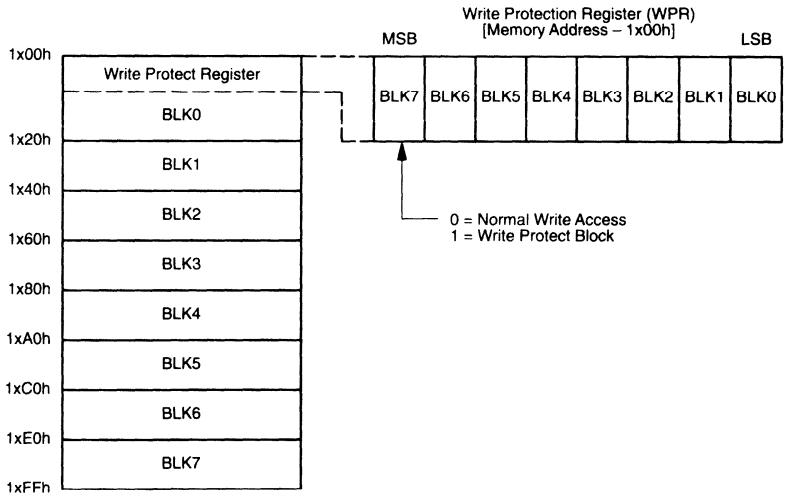 Write Protection Register (WPR)
[Memory Address – 1x00h]
MSB
LSB
1x00h
Write Protect Register
BLK7 BLK6 BLK5 BLK4 BLK3 BLK2 BLK1 BLK0
BLK0
1x20h
BLK1
1x40h
BLK2
1x60h
BLK3
1x80h
BLK4
1xA0h
BLK5
1xC0h
BLK6
1xE0h
BLK7
1xFFh
0 = Normal Write Access
1 = Write Protect Block